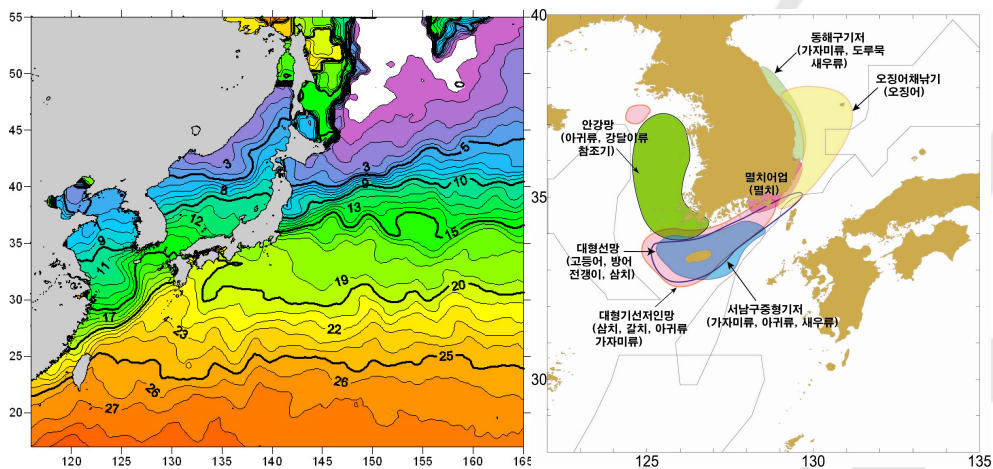 55
50
45
40
35
30
25
20
120
125
130
135
140
145
150
155
160
165
0
3
3
5
8
9
10
12
13
15
9
11
17
19
20
22
23
25
26
26
27
40
35
30
125
130
135
동해구기저
(가자미류, 도루묵
새우류)
오징어채낚기
(오징어)
안강망
(아귀류, 강달이류
참조기)
멸치어업
(멸치)
대형선망
(고등어, 방어
전갱이, 삼치)
대형기선저인망
(삼치, 갈치, 아귀류
가자미류)
서남구중형기저
(가자미류, 아귀류, 새우류)